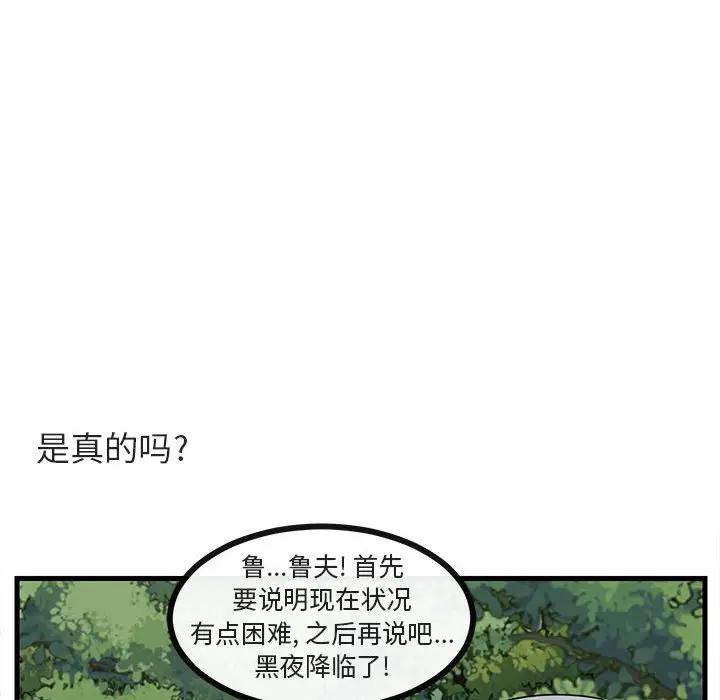 是真的吗?
鲁...鲁夫! 首先
要说明现在状况
有点困难, 之后再说吧...
黑夜降临了!